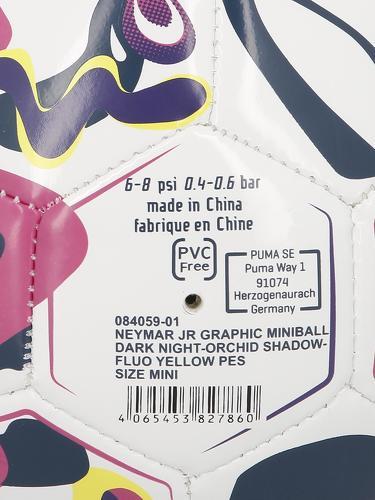 6-8 psi 0.4-0.6 bar
made in China
fabrique en Chine
PVC
Free
PUMA SE
Puma Way 1
91074
Herzogenaurach
Germany
084059-01
NEYMAR JR GRAPHIC MINIBALL
DARK NIGHT-ORCHID SHADOW-
FLUO YELLOW PES
SIZE MINI
4 065453 827860